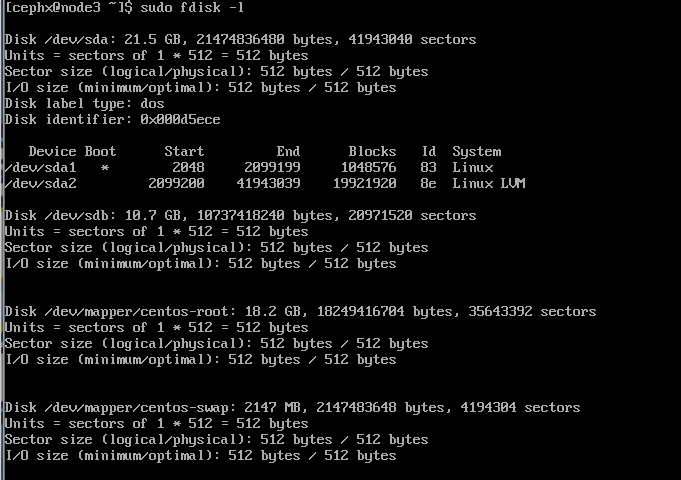 [cephx@node3 ~]$ sudo fdisk -l
Disk /dev/sda: 21.5 GB, 21474836480 bytes, 41943040 sectors
Units = sectors of 1 * 512 = 512 bytes
Sector size (logical/physical): 512 bytes / 512 bytes
I/O size (minimum/optimal): 512 bytes / 512 bytes
Disk label type: dos
Disk identifier: 0x000d5ece
Device Boot Start End Blocks Id System
/dev/sda1 * 2048 2099199 1048576 83 Linux
/dev/sda2 2099200 41943039 19921920 8e Linux LVM
Disk /dev/sdb: 10.7 GB, 10737418240 bytes, 20971520 sectors
Units = sectors of 1 * 512 = 512 bytes
Sector size (logical/physical): 512 bytes / 512 bytes
I/O size (minimum/optimal): 512 bytes / 512 bytes
Disk /dev/mapper/centos-root: 18.2 GB, 18249416704 bytes, 35643392 sectors
Units = sectors of 1 * 512 = 512 bytes
Sector size (logical/physical): 512 bytes / 512 bytes
I/O size (minimum/optimal): 512 bytes / 512 bytes
Disk /dev/mapper/centos-swap: 2147 MB, 2147483648 bytes, 4194304 sectors
Units = sectors of 1 * 512 = 512 bytes
Sector size (logical/physical): 512 bytes / 512 bytes
I/O size (minimum/optimal): 512 bytes / 512 bytes